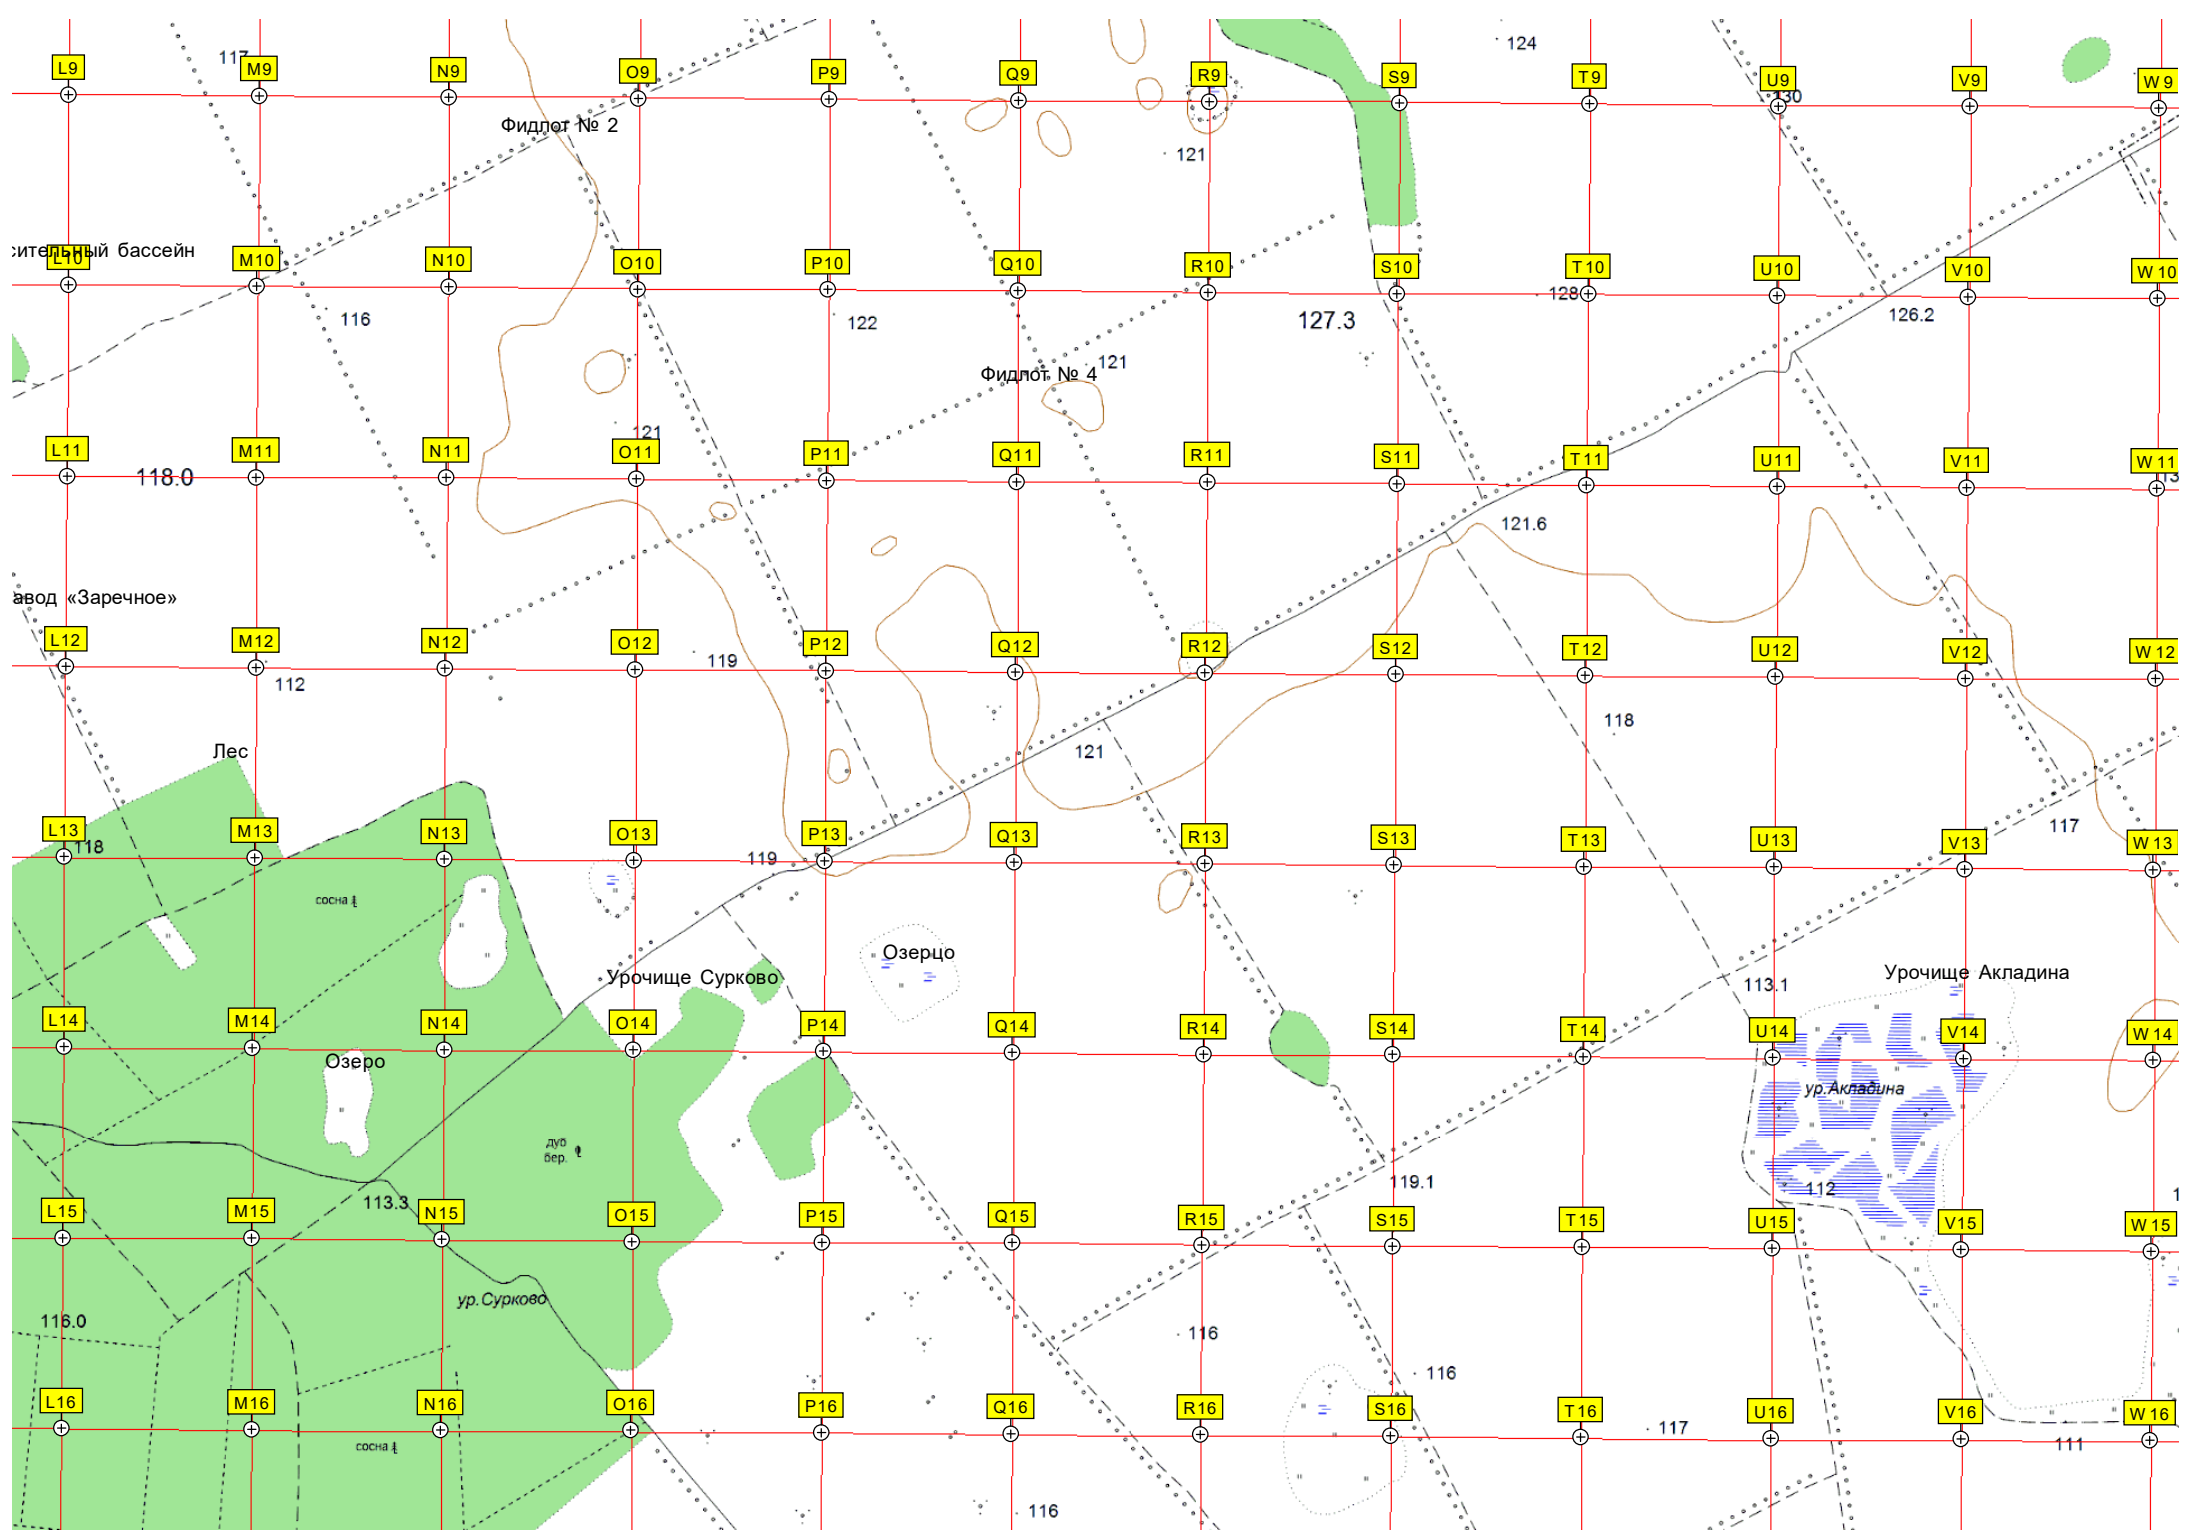 124
117
L9 M9 N9 O9 P9 Q9 R9 S9 T9 U9 V9 W9
130
Фидлот № 2
121
сительный бассейн
L10 M10 N10 O10 P10 Q10 R10 S10 T10 U10 V10 W10
128
116 122 127.3 126.2
Фидлот № 4 121
121
L11 M11 N11 O11 P11 Q11 R11 S11 T11 U11 V11 W11
118.0 13
121.6
авод «Заречное»
L12 M12 N12 O12 P12 Q12 R12 S12 T12 U12 V12 W12
112 119
118
Лес 121
L13 M13 N13 O13 P13 Q13 R13 S13 T13 U13 V13 W13
118 119 117
сосна
Озерцо
Урочище Сурково Урочище Акладина
113.1
L14 M14 N14 O14 P14 Q14 R14 S14 T14 U14 V14 W14
Озеро
ур.Акладина
дуб
бер.
113.3 119.1 112 1
L15 M15 N15 O15 P15 Q15 R15 S15 T15 U15 V15 W15
ур.Сурково
116.0 116
116
L16 M16 N16 O16 P16 Q16 R16 S16 T16 U16 V16 W16
сосна 117 111
116